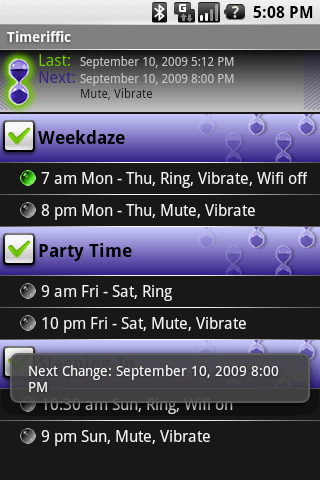 5:08 PM
Timeriffic
Last: September 10, 2009 5:12 PM
Next: September 10, 2009 8:00 PM
Mute, Vibrate
Weekdaze
7 am Mon - Thu, Ring, Vibrate, Wifi off
8 pm Mon - Thu, Mute, Vibrate
Party Time
9 am Fri - Sat, Ring
10 pm Fri - Sat, Mute, Vibrate
Sleeping In
Next Change: September 10, 2009 8:00
PM
10:30 am Sun, Ring, Wifi on
9 pm Sun, Mute, Vibrate